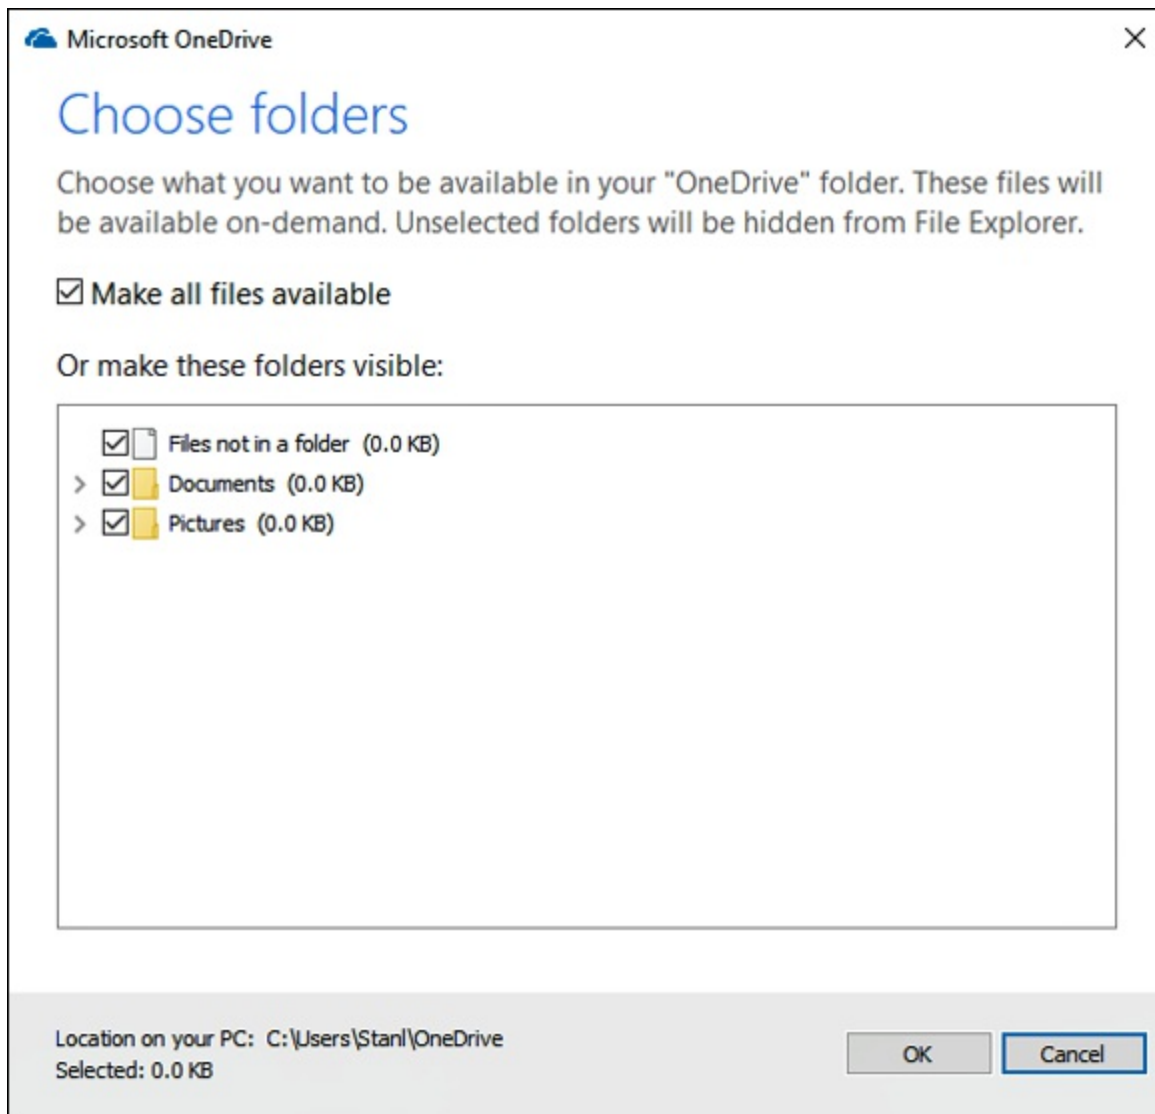 Microsoft OneDrive
Choose folders
Choose what you want to be available in your "OneDrive" folder. These files will
be available on-demand. Unselected folders will be hidden from File Explorer.
Make all files available
Or make these folders visible:
Files not in a folder (0.0 KB)
Documents (0.0 KB)
Pictures (0.0 KB)
Location on your PC: C:\Users\Stanl\OneDrive
Selected: 0.0 KB
OK
Cancel